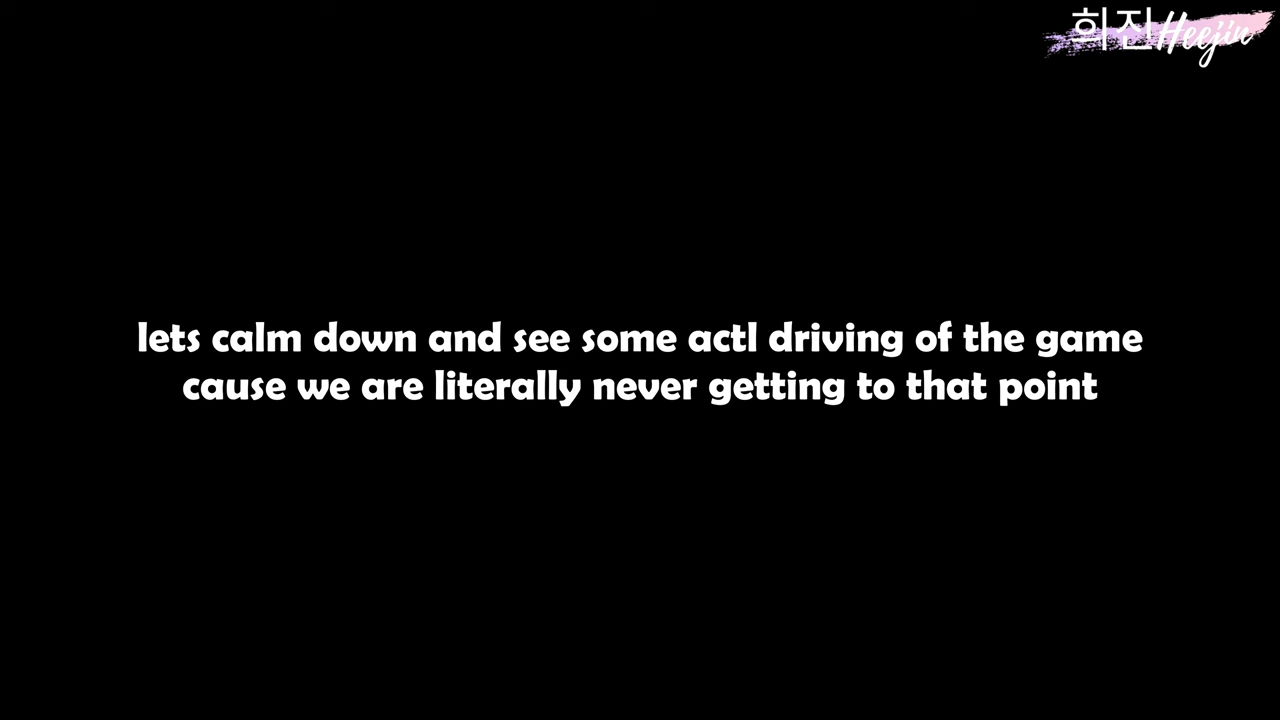 희진Heejin
lets calm down and see some actl driving of the game
cause we are literally never getting to that point